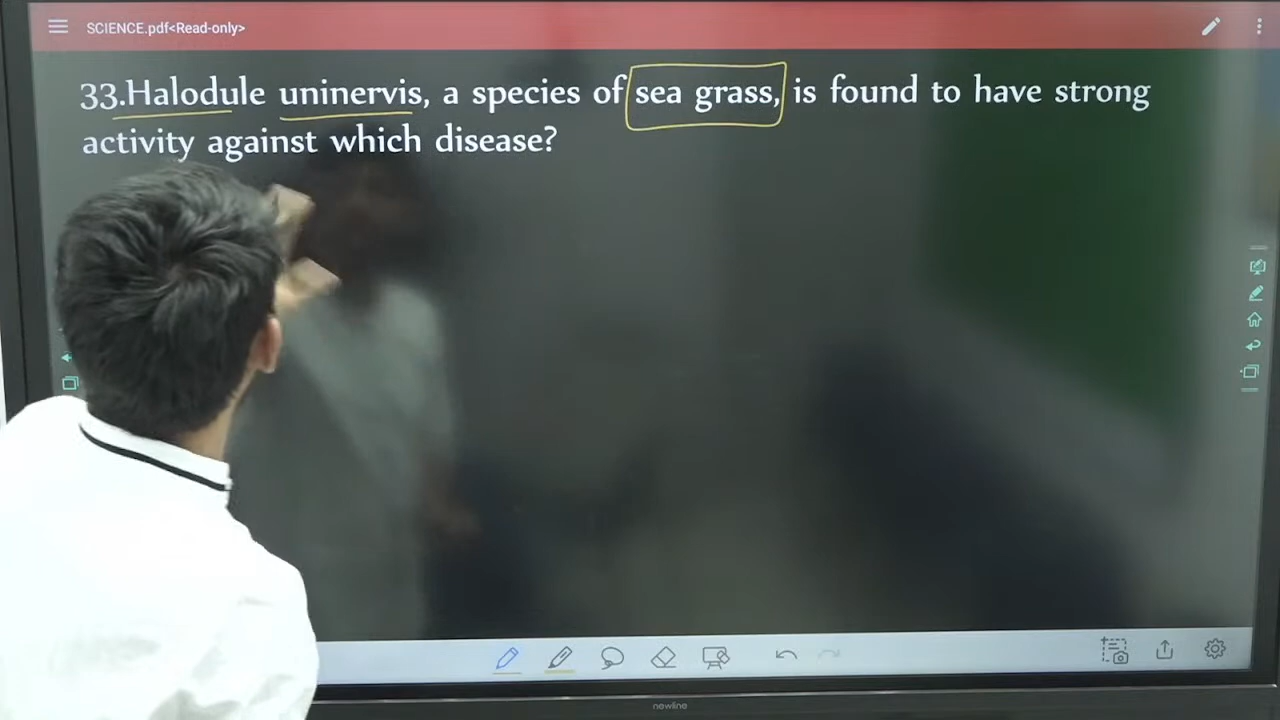 SCIENCE.pdf<Read-only>
33.Halodule uninervis, a species of sea grass, is found to have strong
activity against which disease?
newline